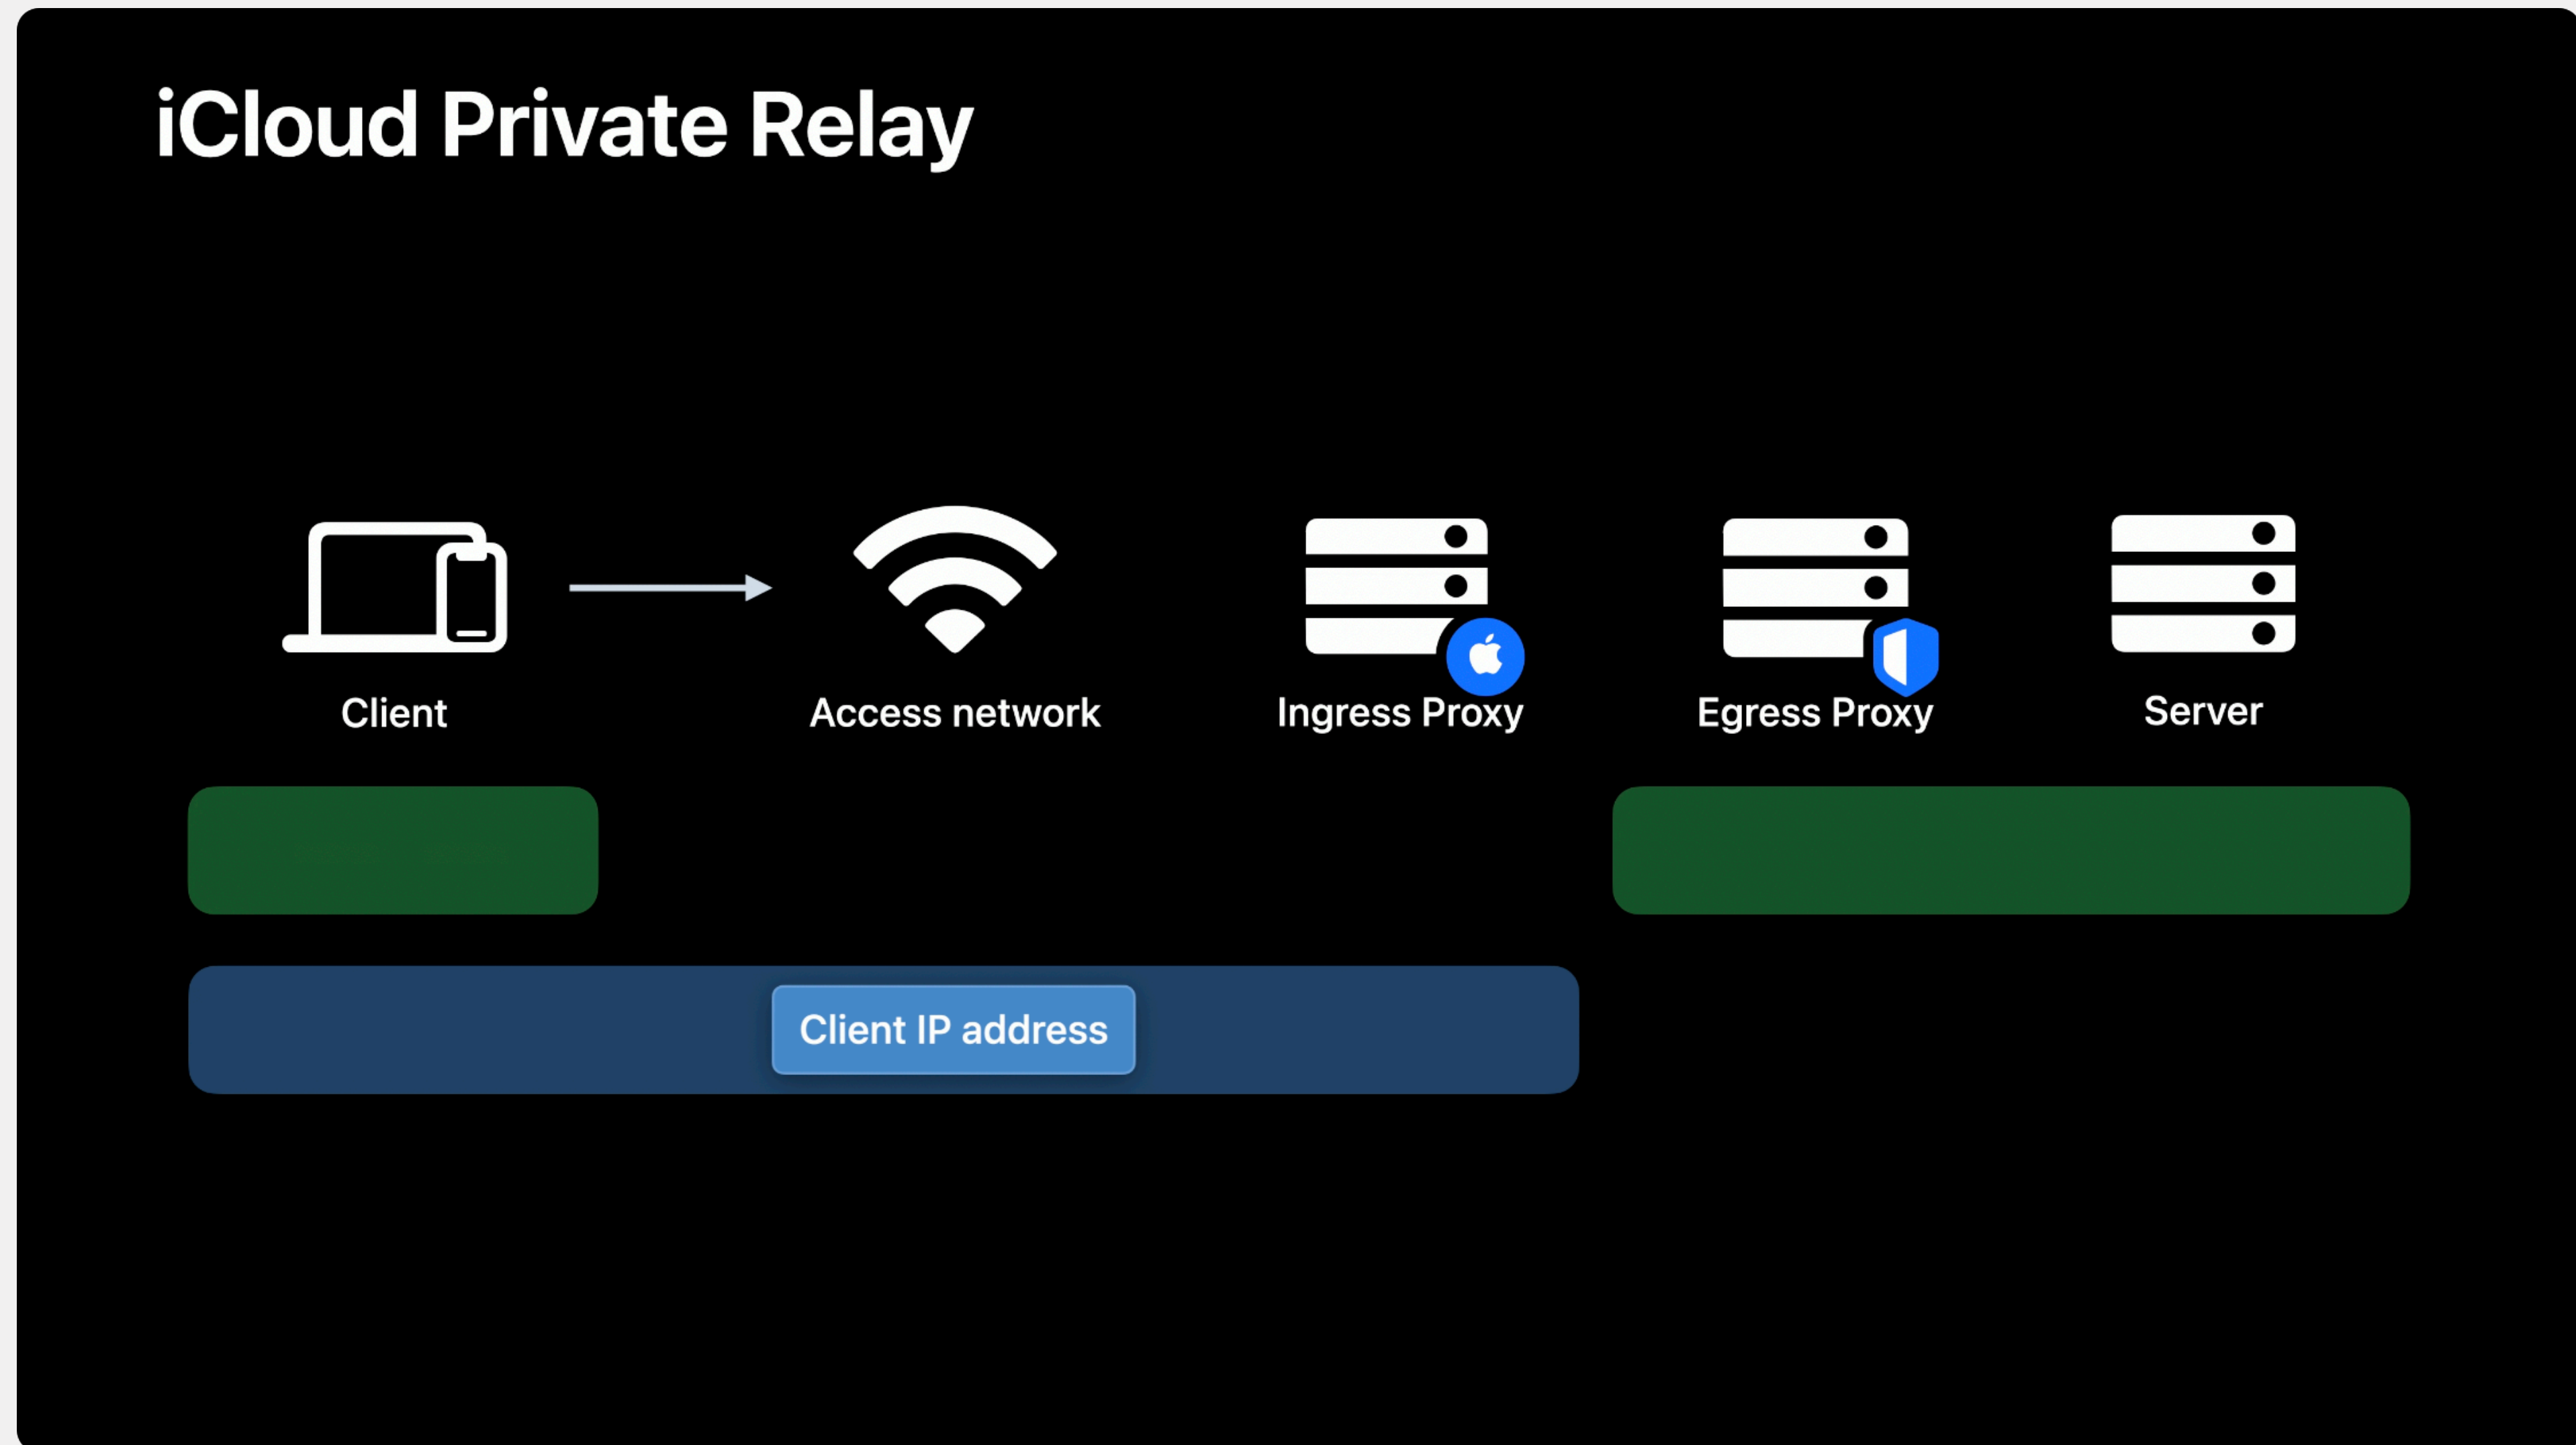 iCloud Private Relay
Client
Access network
Ingress Proxy
Egress Proxy
Server
Client IP address